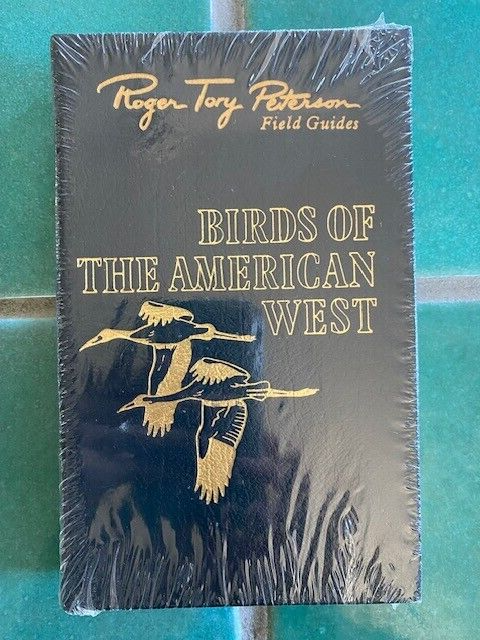 Roger Tory Peterson
Field Guides
BIRDS OF
THE AMERICAN
WEST